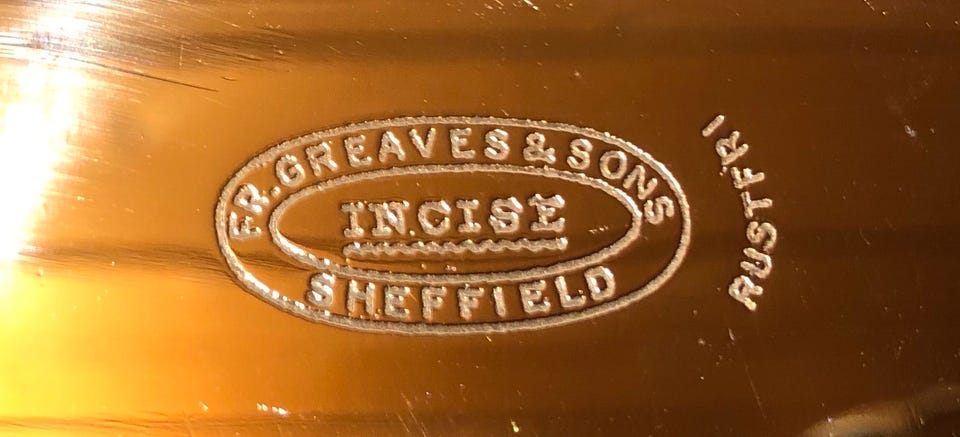 FR. GREAVES & SONS
INCISE
SHEFFIELD
RUSTFRI